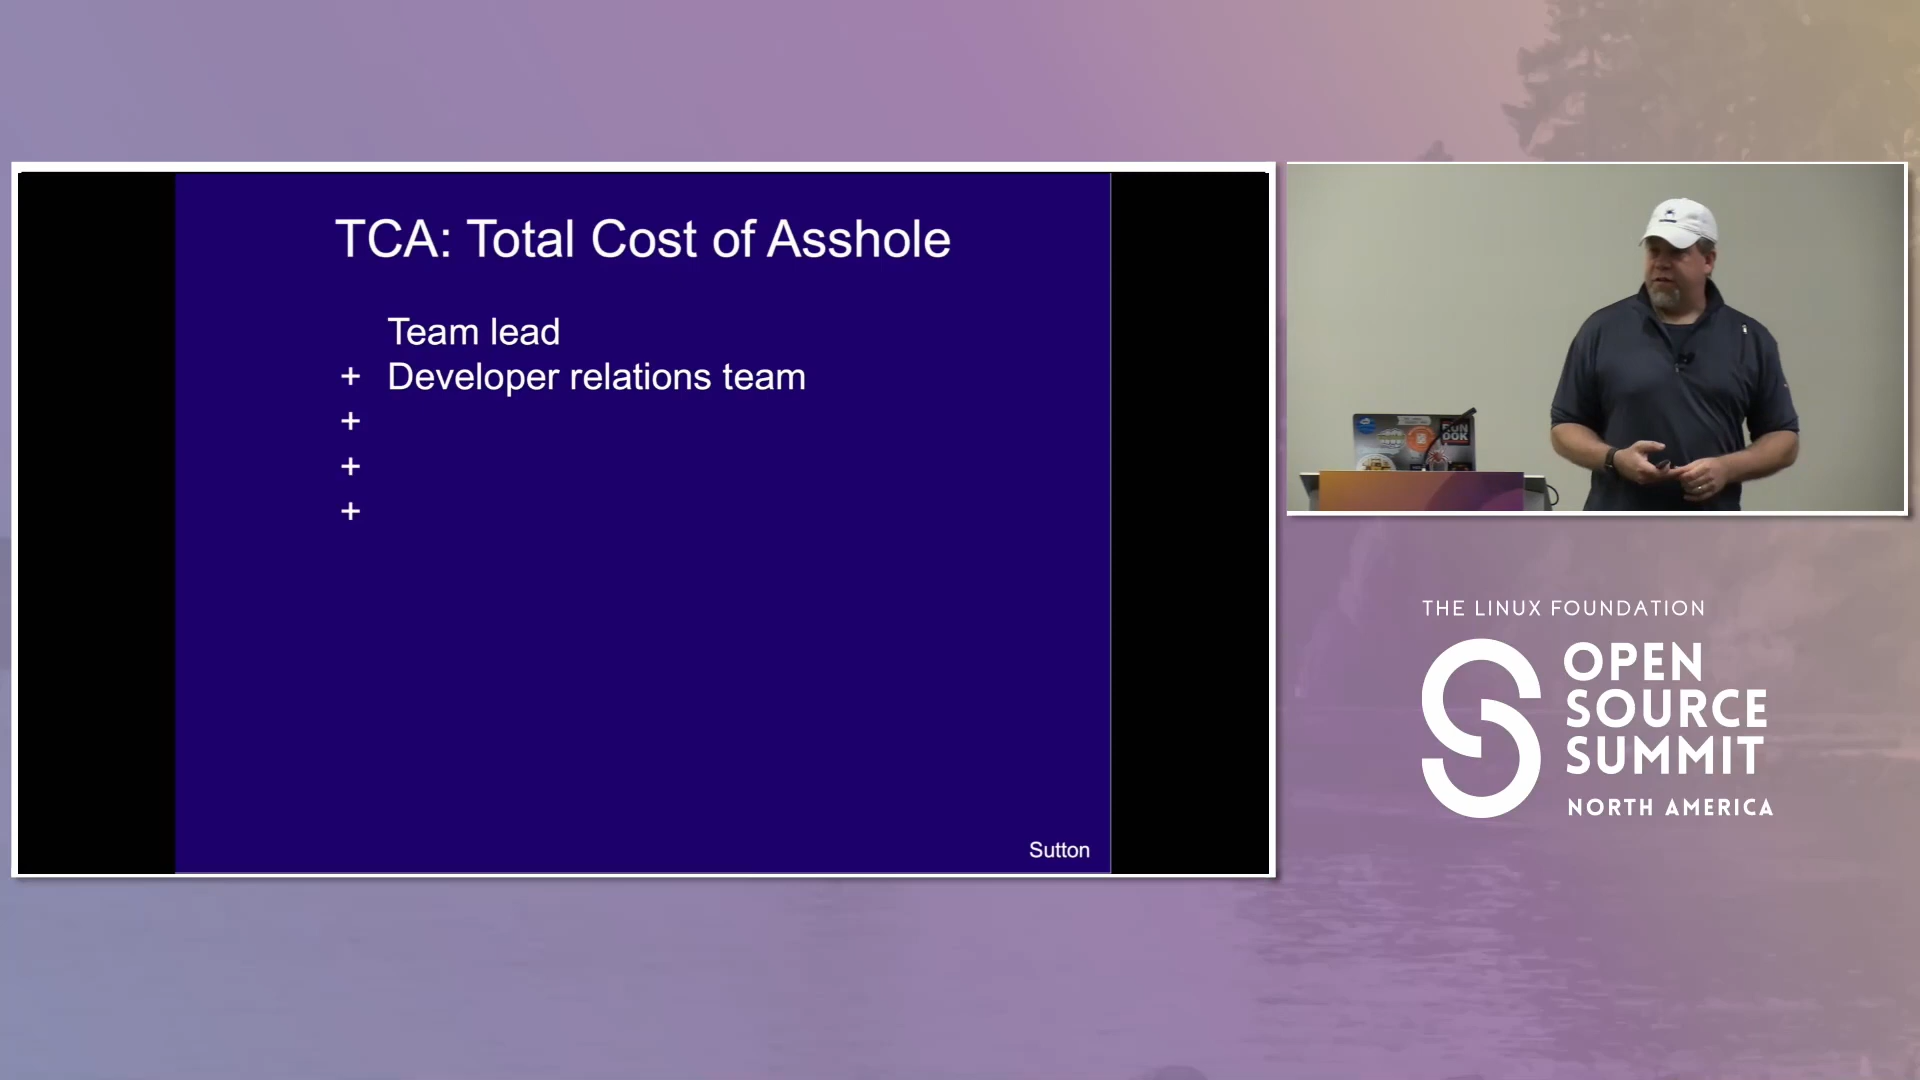 TCA: Total Cost of Asshole
Team lead
+ Developer relations team
+
+
+
Sutton
THE LINUX FOUNDATION
OPEN
SOURCE
SUMMIT
NORTH AMERICA